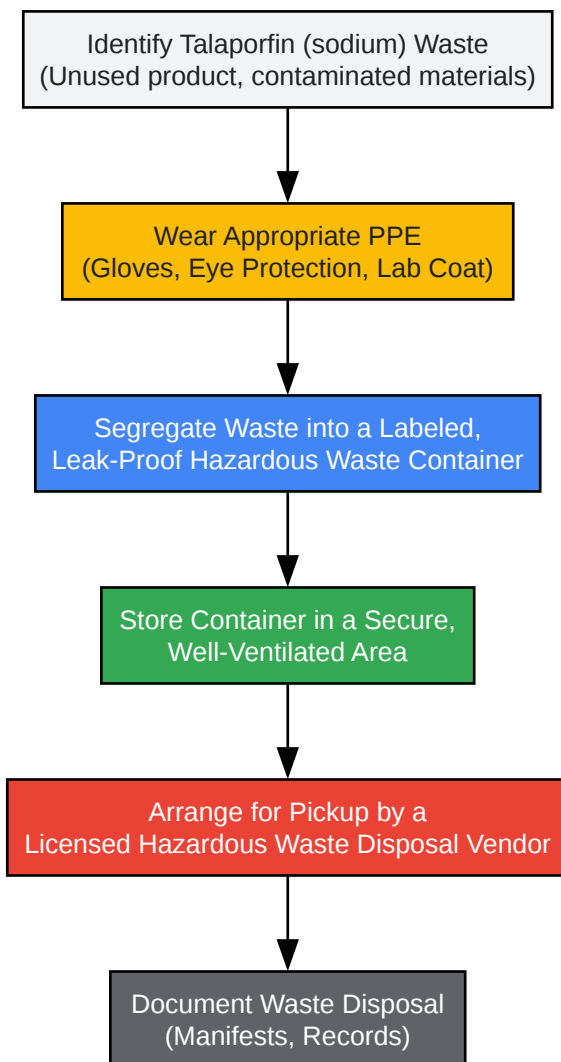 Identify Talaporfin (sodium) Waste
(Unused product, contaminated materials)
Wear Appropriate PPE
(Gloves, Eye Protection, Lab Coat)
Segregate Waste into a Labeled,
Leak-Proof Hazardous Waste Container
Store Container in a Secure,
Well-Ventilated Area
Arrange for Pickup by a
Licensed Hazardous Waste Disposal Vendor
Document Waste Disposal
(Manifests, Records)